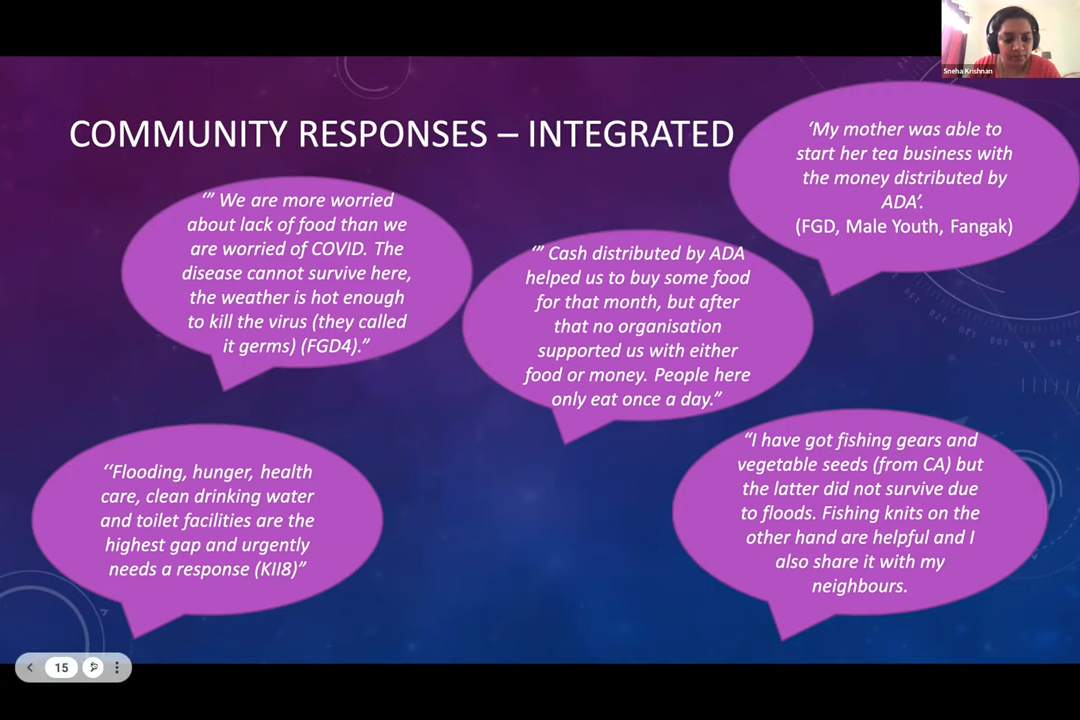 Sneha Krishnan
COMMUNITY RESPONSES – INTEGRATED
‘My mother was able to
start her tea business with
the money distributed by
ADA’.
(FGD, Male Youth, Fangak)
‘” We are more worried
about lack of food than we
are worried of COVID. The
disease cannot survive here,
the weather is hot enough
to kill the virus (they called
it germs) (FGD4).”
‘” Cash distributed by ADA
helped us to buy some food
for that month, but after
that no organisation
supported us with either
food or money. People here
only eat once a day.”
‘‘Flooding, hunger, health
care, clean drinking water
and toilet facilities are the
highest gap and urgently
needs a response (KII8)”
“I have got fishing gears and
vegetable seeds (from CA) but
the latter did not survive due
to floods. Fishing knits on the
other hand are helpful and I
also share it with my
neighbours.
15